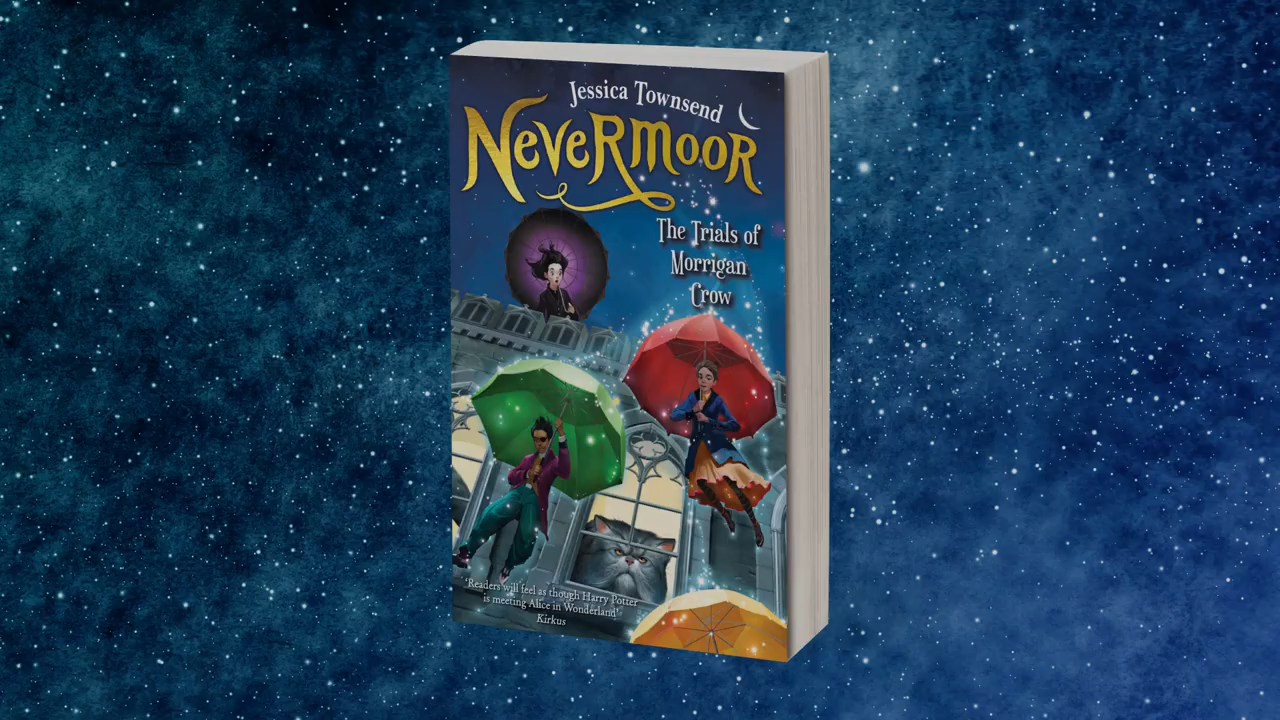 Jessica Townsend
Nevermoor
The Trials of
Morrigan
Crow
'Readers will feel as though Harry Potter
is meeting Alice in Wonderland'
Kirkus